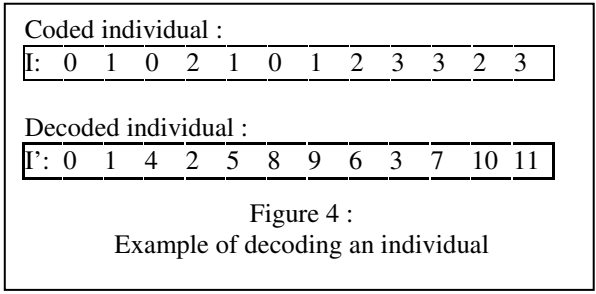 Coded individual :
I: 0 1 0 2 1 0 1 2 3 3 2 3
Decoded individual :
I’: 0 1 4 2 5 8 9 6 3 7 10 11
Figure 4 :
Example of decoding an individual